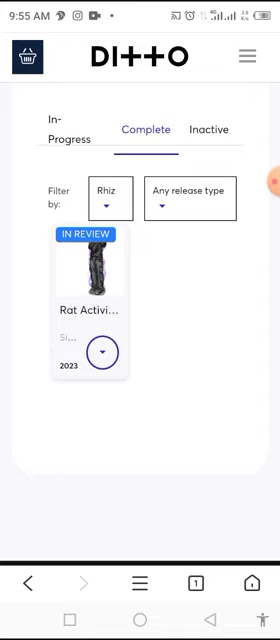 9:55 AM
DITTO
In-
Progress
Complete
Inactive
Filter
by:
Rhiz
Any release type
IN REVIEW
Rat Activi...
Si...
2023
1